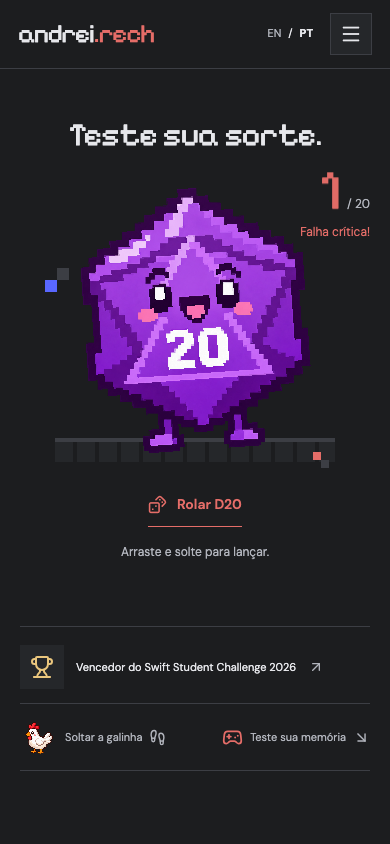 andrei.rech
EN / PT
Teste sua sorte.
1 / 20
Falha crítica!
20
Rolar D20
Arraste e solte para lançar.
Vencedor do Swift Student Challenge 2026
Soltar a galinha
Teste sua memória